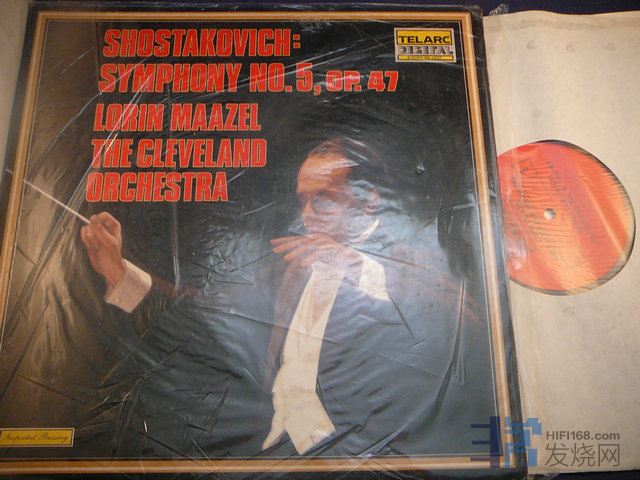 SHOSTAKOVICH:
SYMPHONY NO. 5, OP. 47
LORIN MAAZEL
THE CLEVELAND
ORCHESTRA
TELARC
DIGITAL
Imported Pressing
HIFI168.com
发烧网